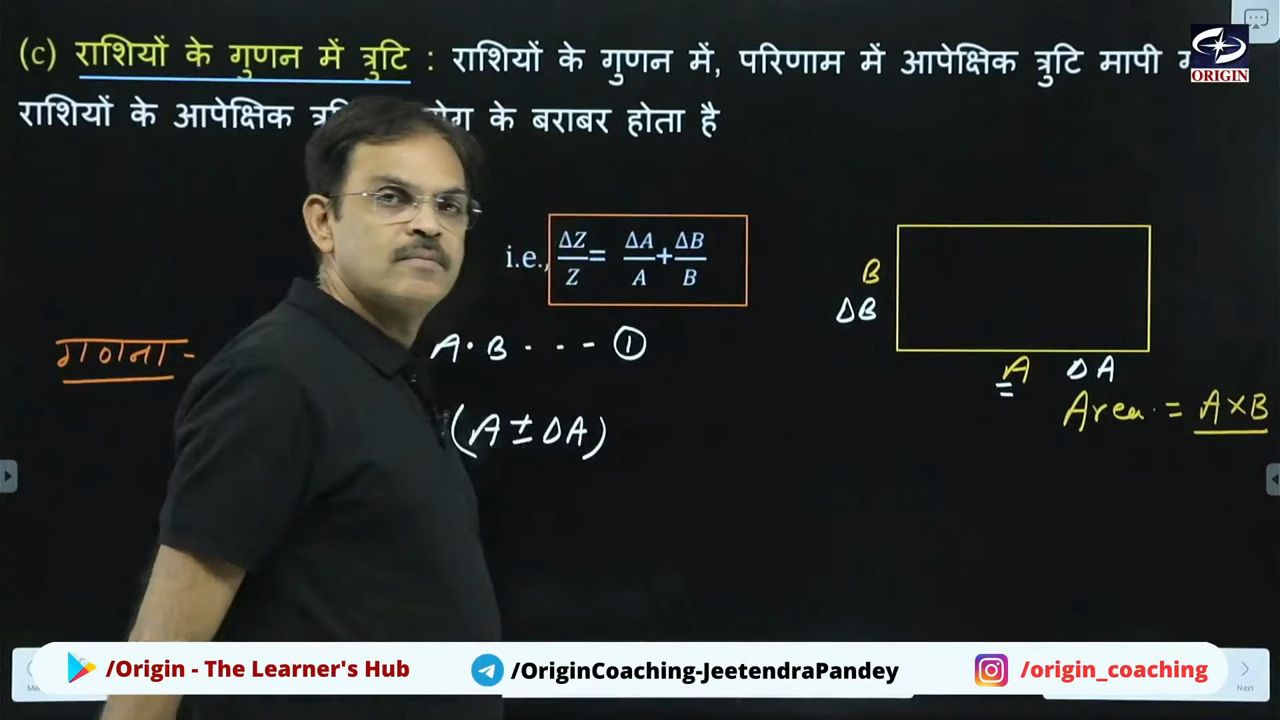 (c) राशियों के गुणन में त्रुटि : राशियों के गुणन में, परिणाम में आपेक्षिक त्रुटि मापी
राशियों के आपेक्षिक के बराबर होता है
ORIGIN
i.e., ΔZ/Z = ΔA/A + ΔB/B
B
ΔB
गणना -
A · B - - - ①
A ΔA
Area = A×B
(A ± ΔA)
/Origin - The Learner's Hub
/OriginCoaching-JeetendraPandey
/origin_coaching
Next